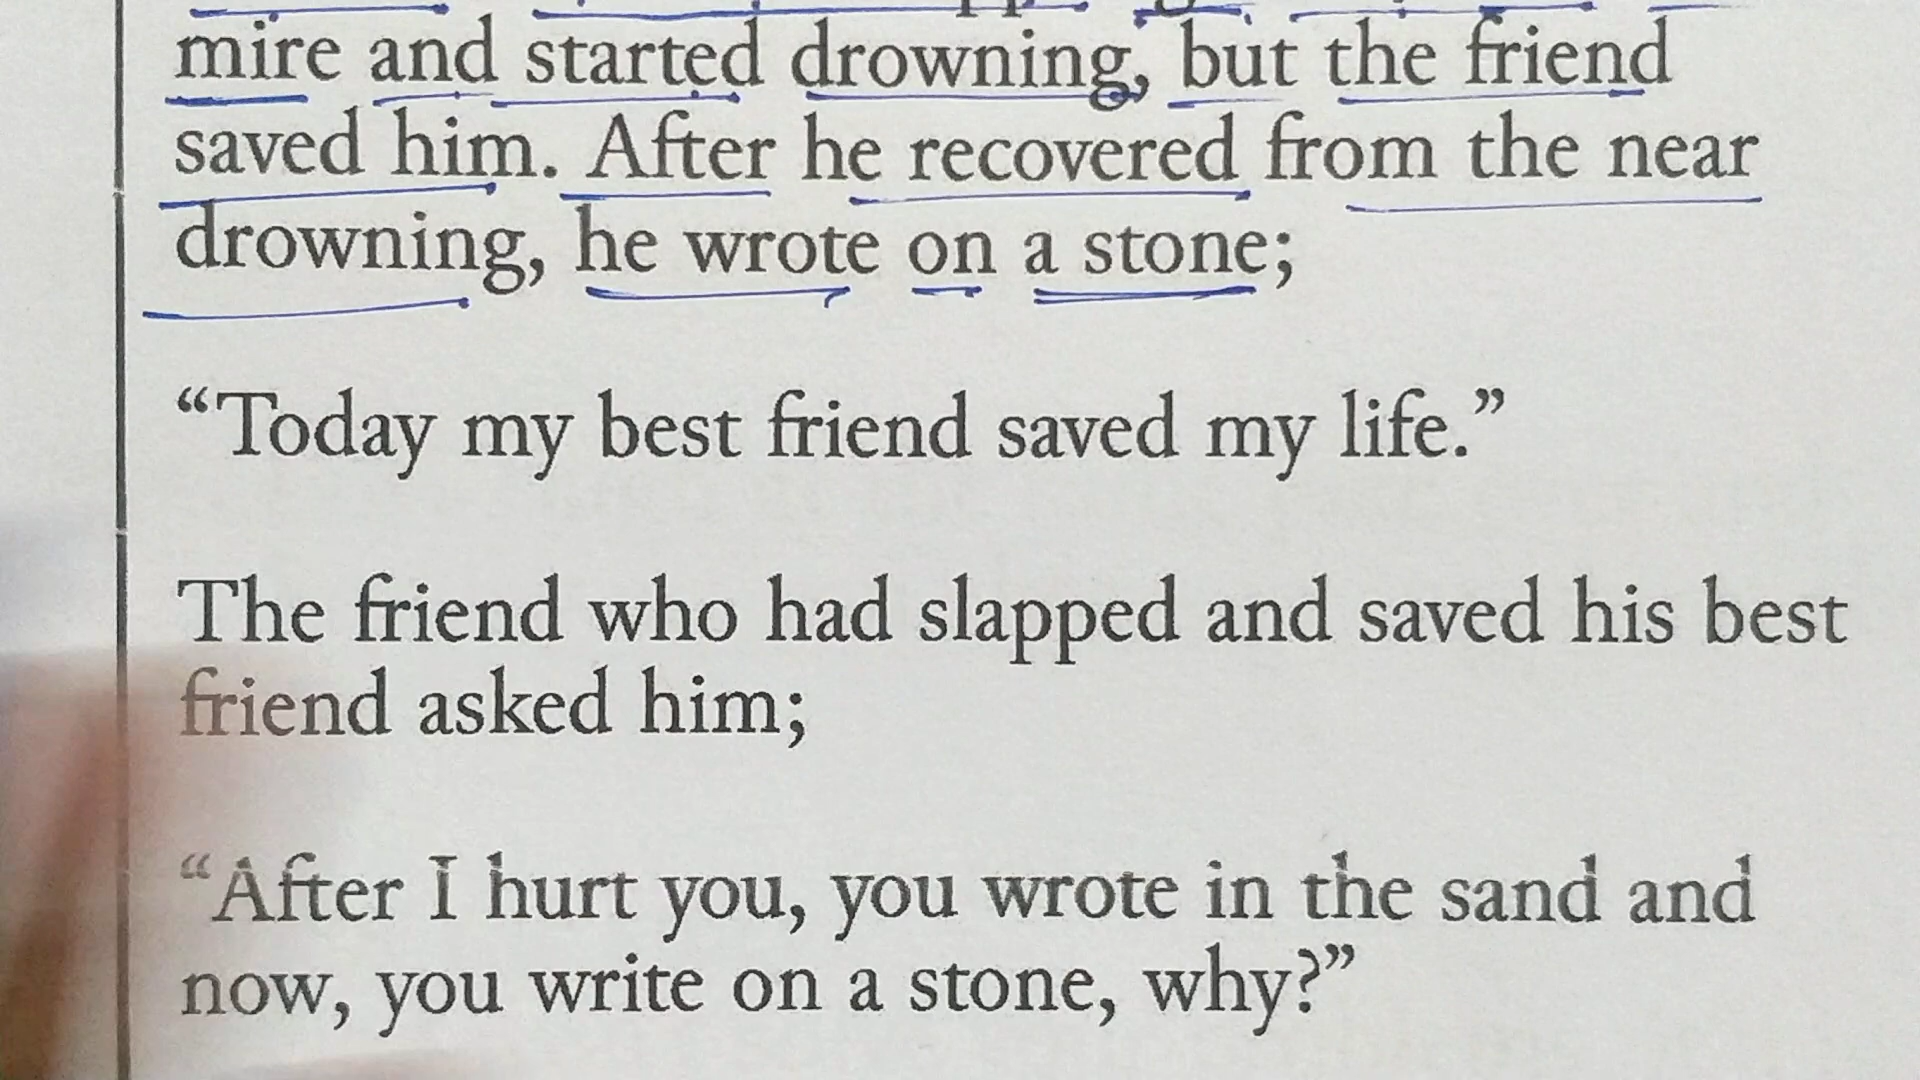 mire and started drowning, but the friend
saved him. After he recovered from the near
drowning, he wrote on a stone;
“Today my best friend saved my life.”
The friend who had slapped and saved his best
friend asked him;
“After I hurt you, you wrote in the sand and
now, you write on a stone, why?”